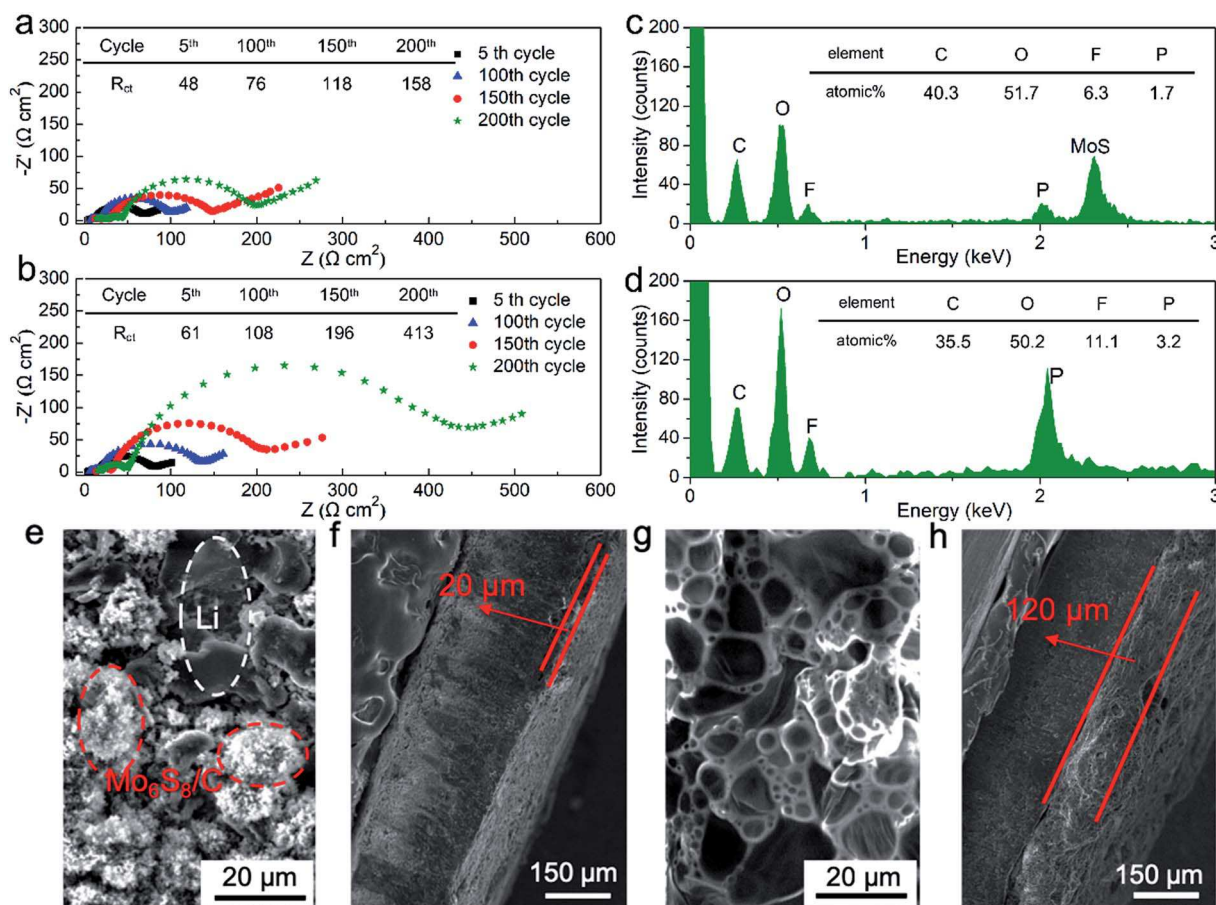 a
300
250
200
150
100
50
0
-Z' (Ω cm²)
Cycle 5ᵗʰ 100ᵗʰ 150ᵗʰ 200ᵗʰ
Rct 48 76 118 158
5 th cycle
100th cycle
150th cycle
200th cycle
0 100 200 300 400 500 600
Z (Ω cm²)
b
300
250
200
150
100
50
0
-Z' (Ω cm²)
Cycle 5ᵗʰ 100ᵗʰ 150ᵗʰ 200ᵗʰ
Rct 61 108 196 413
5 th cycle
100th cycle
150th cycle
200th cycle
0 100 200 300 400 500 600
Z (Ω cm²)
c
200
160
120
80
40
0
Intensity (counts)
element C O F P
atomic% 40.3 51.7 6.3 1.7
C
O
F
P
MoS
0 1 2 3
Energy (keV)
d
200
160
120
80
40
0
Intensity (counts)
element C O F P
atomic% 35.5 50.2 11.1 3.2
C
O
F
P
0 1 2 3
Energy (keV)
e
Li
Mo₆S₈/C
20 µm
f
20 µm
150 µm
g
20 µm
h
120 µm
150 µm